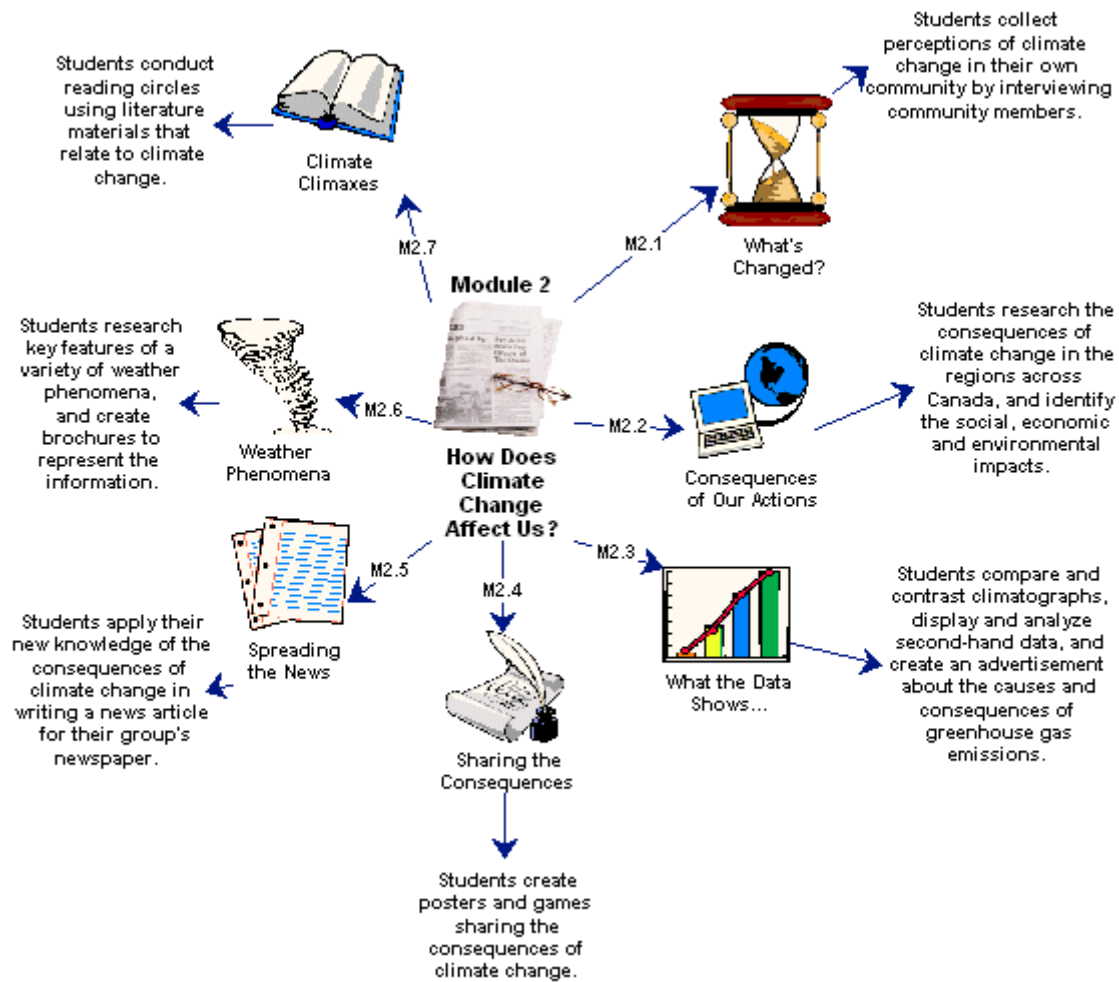 Module 2
How Does
Climate
Change
Affect Us?
M2.1
What's
Changed?
Students collect
perceptions of climate
change in their own
community by interviewing
community members.
M2.2
Consequences
of Our Actions
Students research the
consequences of
climate change in the
regions across
Canada, and identify
the social, economic
and environmental
impacts.
M2.3
What the Data
Shows...
Students compare and
contrast climatographs,
display and analyze
second-hand data, and
create an advertisement
about the causes and
consequences of
greenhouse gas
emissions.
M2.4
Sharing the
Consequences
Students create
posters and games
sharing the
consequences of
climate change.
M2.5
Spreading
the News
Students apply their
new knowledge of the
consequences of
climate change in
writing a news article
for their group's
newspaper.
M2.6
Weather
Phenomena
Students research
key features of a
variety of weather
phenomena,
and create
brochures to
represent the
information.
M2.7
Climate
Climaxes
Students conduct
reading circles
using literature
materials that
relate to climate
change.